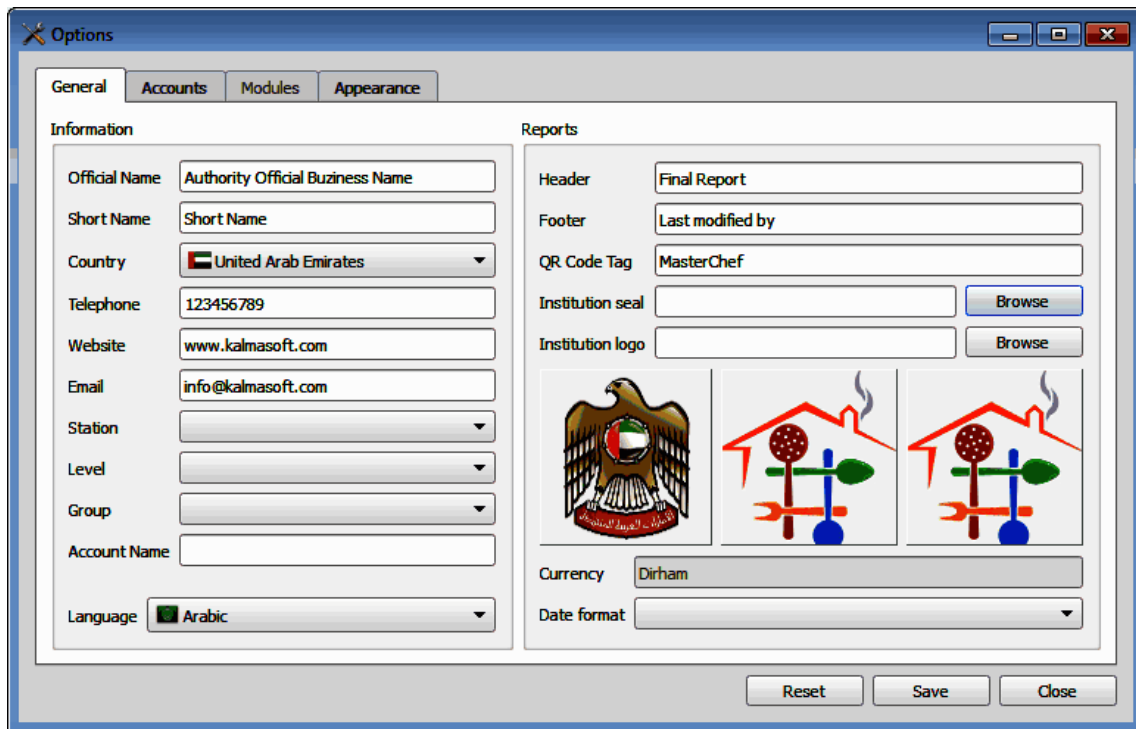 Options
General
Accounts
Modules
Appearance
Information
Official Name
Authority Official Buziness Name
Short Name
Short Name
Country
United Arab Emirates
Telephone
123456789
Website
www.kalmasoft.com
Email
info@kalmasoft.com
Station
Level
Group
Account Name
Language
Arabic
Reports
Header
Final Report
Footer
Last modified by
QR Code Tag
MasterChef
Institution seal
Browse
Institution logo
Browse
الإمارات العربية المتحدة
Currency
Dirham
Date format
Reset
Save
Close